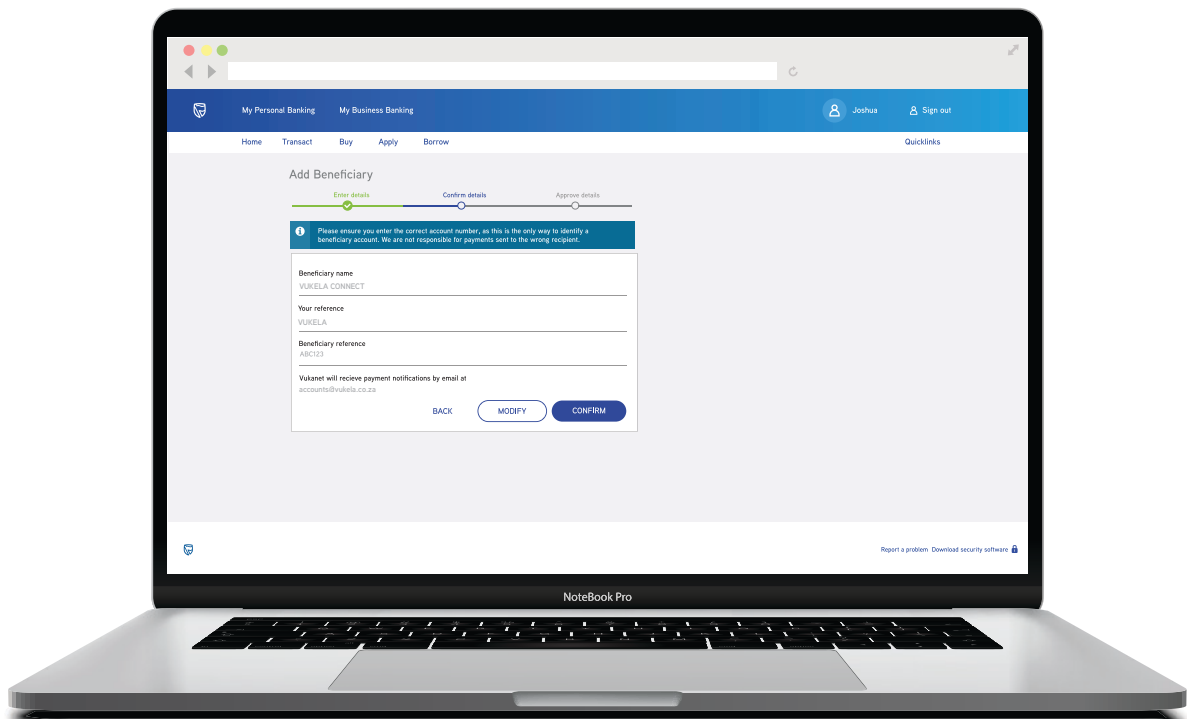 My Personal Banking My Business Banking Joshua Sign out
Home Transact Buy Apply Borrow Quicklinks
Add Beneficiary
Enter details Confirm details Approve details
Please ensure you enter the correct account number, as this is the only way to identify a
beneficiary account. We are not responsible for payments sent to the wrong recipient.
Beneficiary name
VUKELA CONNECT
Your reference
VUKELA
Beneficiary reference
ABC123
Vukanet will recieve payment notifications by email at
accounts@vukela.co.za
BACK MODIFY CONFIRM
Report a problem Download security software
NoteBook Pro